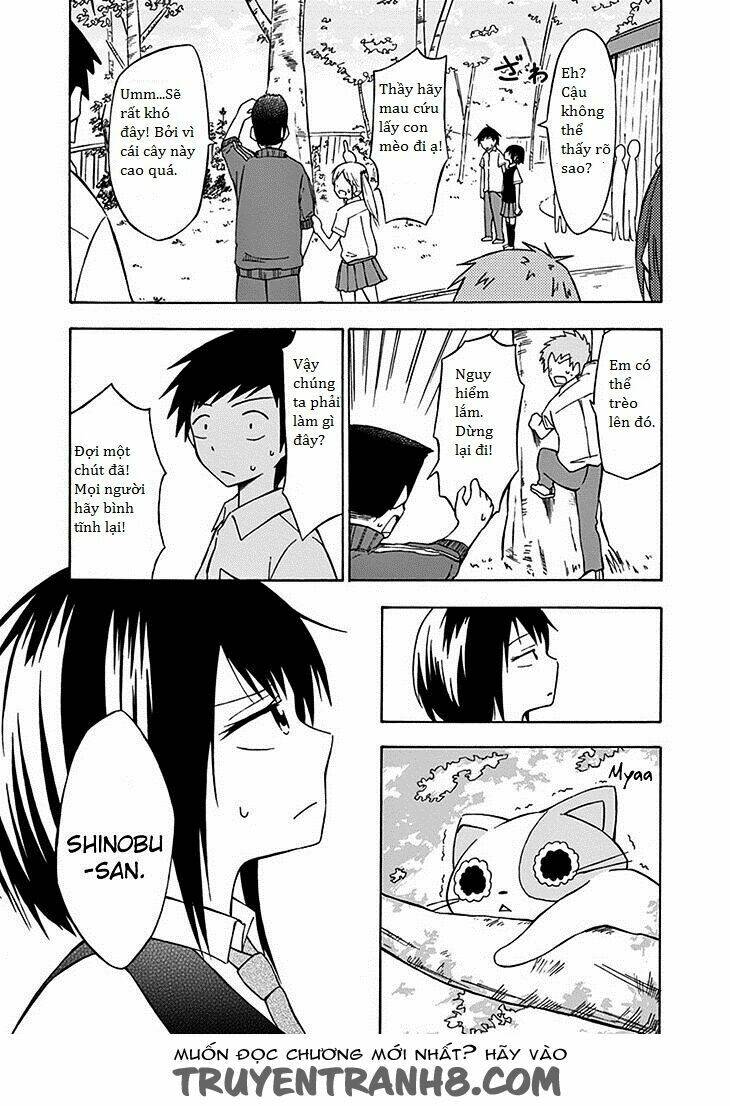 Eh?
Cậu
không
thể
thấy rõ
sao?
ざわ
Thầy hãy
mau cứu
lấy con
mèo đi ạ!
Umm...Sẽ
rất khó
đây! Bởi vì
cái cây này
cao quá.
Em có
thể
trèo
lên đó.
Nguy
hiểm
lắm.
Dừng
lại đi!
Vậy
chúng
ta phải
làm gì
đây?
Đợi một
chút đã!
Mọi người
hãy bình
tĩnh lại!
Myaa
SHINOBU
-SAN.
MUỐN ĐỌC CHƯƠNG MỚI NHẤT? HÃY VÀO
TRUYENTRANH8.COM